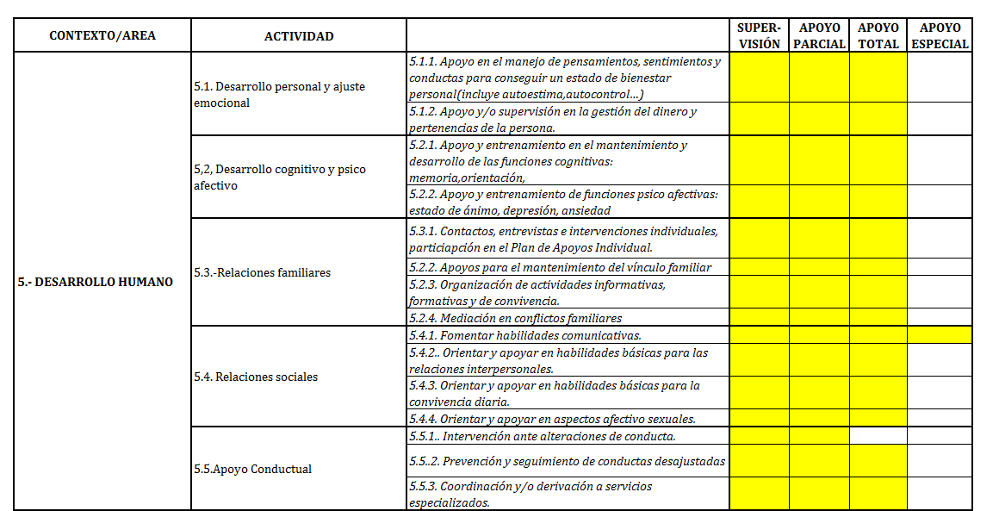 CONTEXTO/AREA
ACTIVIDAD
SUPER-
VISIÓN
APOYO
PARCIAL
APOYO
TOTAL
APOYO
ESPECIAL
5.- DESARROLLO HUMANO
5.1. Desarrollo personal y ajuste
emocional
5.1.1. Apoyo en el manejo de pensamientos, sentimientos y
conductas para conseguir un estado de bienestar
personal(incluye autoestima,autocontrol...)
5.1.2. Apoyo y/o supervisión en la gestión del dinero y
pertenencias de la persona.
5,2, Desarrollo cognitivo y psico
afectivo
5.2.1. Apoyo y entrenamiento en el mantenimiento y
desarrollo de las funciones cognitivas:
memoria,orientación,
5.2.2. Apoyo y entrenamiento de funciones psico afectivas:
estado de ánimo, depresión, ansiedad
5.3.-Relaciones familiares
5.3.1. Contactos, entrevistas e intervenciones individuales,
particiapción en el Plan de Apoyos Individual.
5.2.2. Apoyos para el mantenimiento del vínculo familiar
5.2.3. Organización de actividades informativas,
formativas y de convivencia.
5.2.4. Mediación en conflictos familiares
5.4. Relaciones sociales
5.4.1. Fomentar habilidades comunicativas.
5.4.2.. Orientar y apoyar en habilidades básicas para las
relaciones interpersonales.
5.4.3. Orientar y apoyar en habilidades básicas para la
convivencia diaria.
5.4.4. Orientar y apoyar en aspectos afectivo sexuales.
5.5.Apoyo Conductual
5.5.1.. Intervención ante alteraciones de conducta.
5.5..2. Prevención y seguimiento de conductas desajustadas
5.5.3. Coordinación y/o derivación a servicios
especializados.